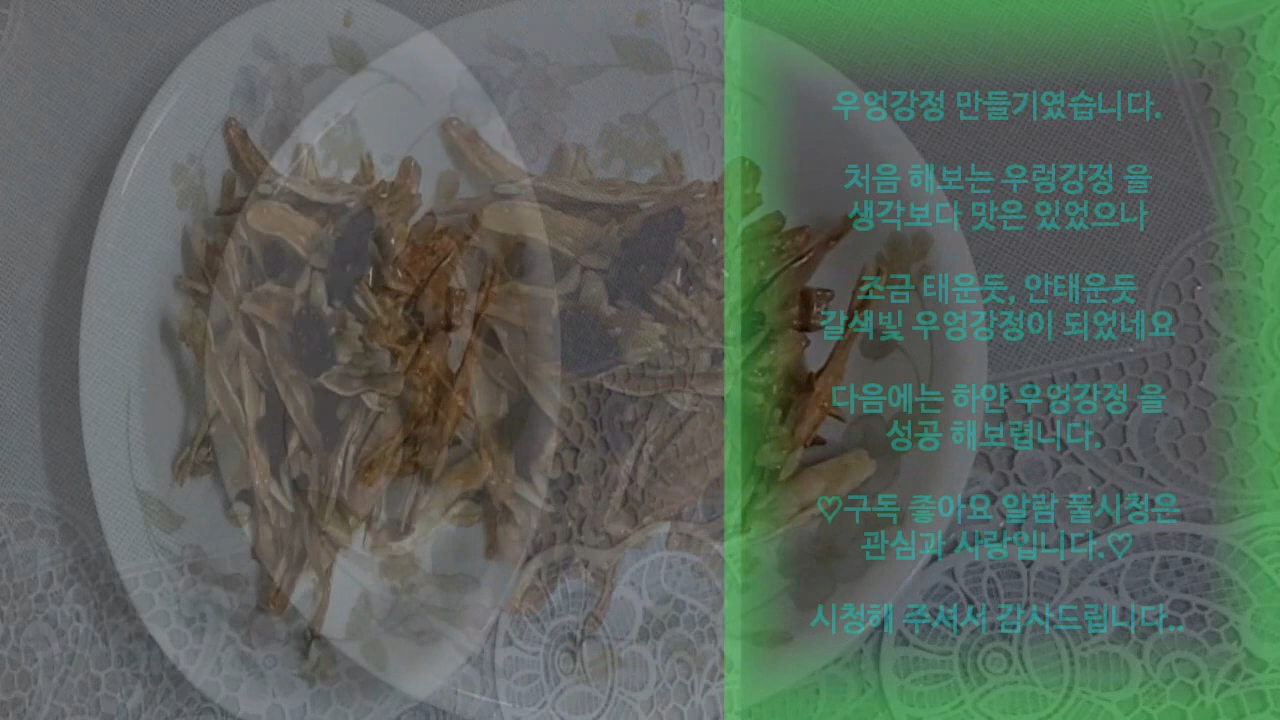 우엉강정 만들기였습니다.
처음 해보는 우렁강정 을
생각보다 맛은 있었으나
조금 태운듯, 안태운듯
갈색빛 우엉강정이 되었네요
다음에는 하얀 우엉강정 을
성공 해보렵니다.
♡구독 좋아요 알람 풀시청은
관심과 사랑입니다.♡
시청해 주셔서 감사드립니다..